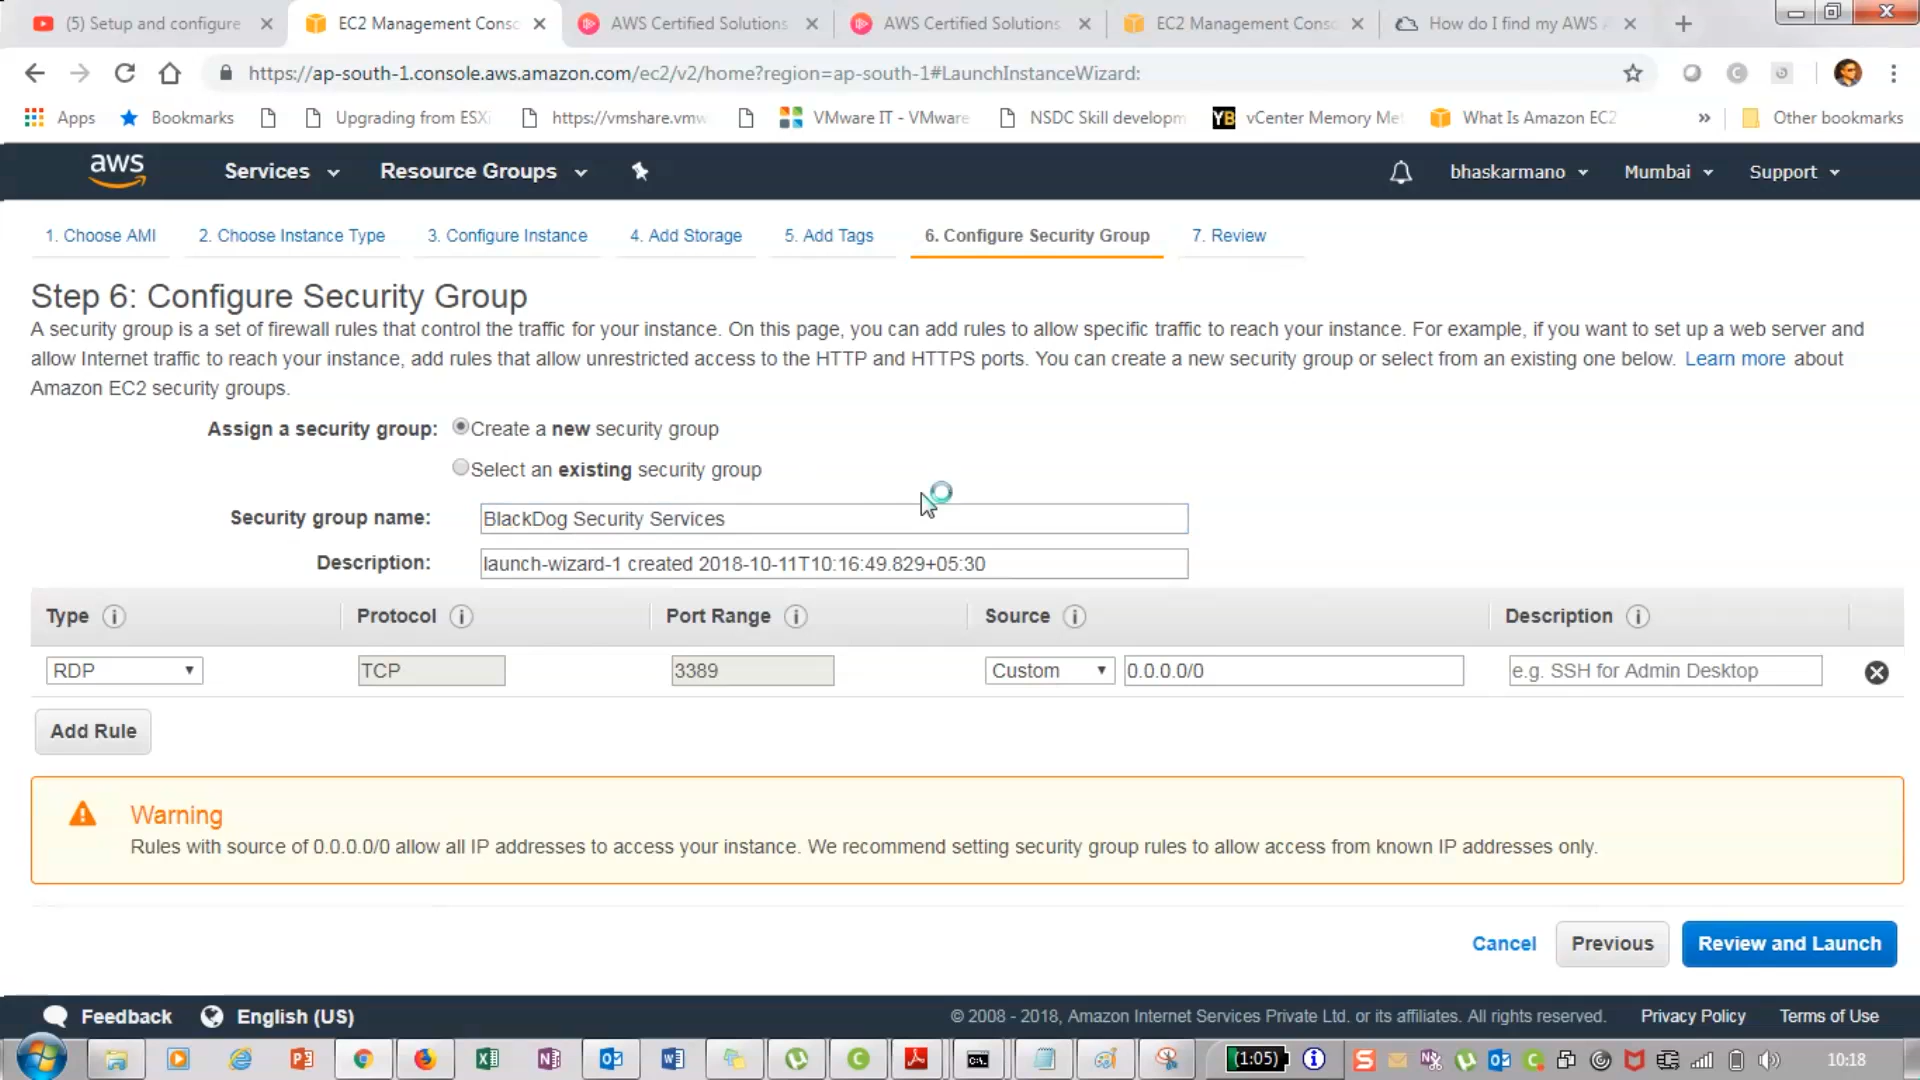 (5) Setup and configure
EC2 Management Consc
AWS Certified Solutions
AWS Certified Solutions
EC2 Management Consc
How do I find my AWS
https://ap-south-1.console.aws.amazon.com/ec2/v2/home?region=ap-south-1#LaunchInstanceWizard:
Apps
Bookmarks
Upgrading from ESXi
https://vmshare.vmw
VMware IT - VMware
NSDC Skill developm
YB
vCenter Memory Me
What Is Amazon EC2
»
Other bookmarks
aws
Services
Resource Groups
bhaskarmano
Mumbai
Support
1. Choose AMI
2. Choose Instance Type
3. Configure Instance
4. Add Storage
5. Add Tags
6. Configure Security Group
7. Review
Step 6: Configure Security Group
A security group is a set of firewall rules that control the traffic for your instance. On this page, you can add rules to allow specific traffic to reach your instance. For example, if you want to set up a web server and
allow Internet traffic to reach your instance, add rules that allow unrestricted access to the HTTP and HTTPS ports. You can create a new security group or select from an existing one below. Learn more about
Amazon EC2 security groups.
Assign a security group: Create a new security group
Select an existing security group
Security group name: BlackDog Security Services
Description: launch-wizard-1 created 2018-10-11T10:16:49.829+05:30
Type Protocol Port Range Source Description
RDP TCP 3389 Custom 0.0.0.0/0 e.g. SSH for Admin Desktop
Add Rule
Warning
Rules with source of 0.0.0.0/0 allow all IP addresses to access your instance. We recommend setting security group rules to allow access from known IP addresses only.
Cancel
Previous
Review and Launch
Feedback
English (US)
© 2008 - 2018, Amazon Internet Services Private Ltd. or its affiliates. All rights reserved.
Privacy Policy
Terms of Use
(1:05)
10:18